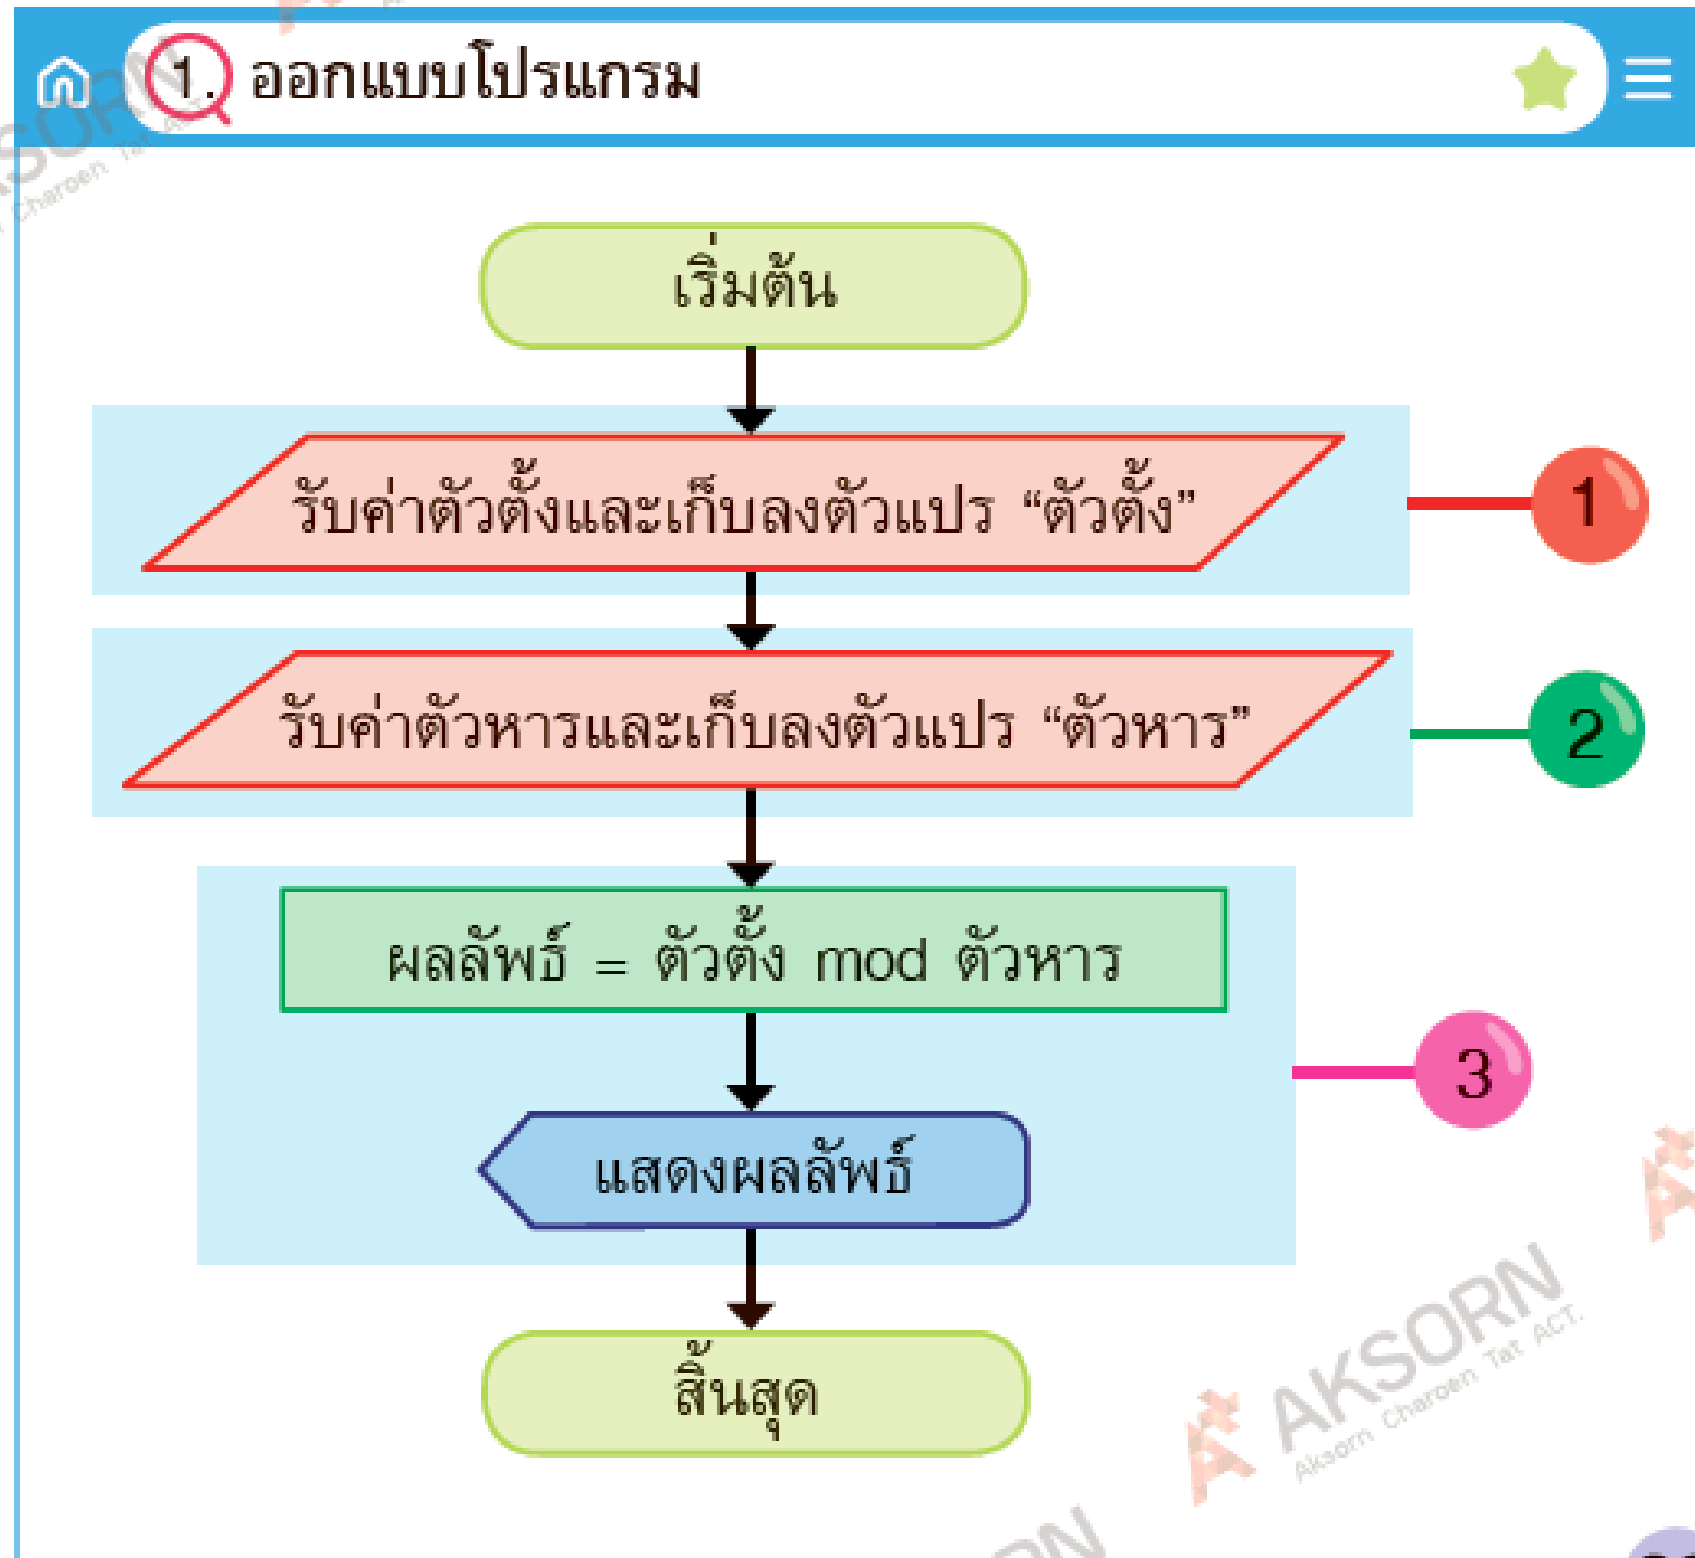 1. ออกแบบโปรแกรม
เริ่มต้น
รับค่าตัวตั้งและเก็บลงตัวแปร “ตัวตั้ง”
1
รับค่าตัวหารและเก็บลงตัวแปร “ตัวหาร”
2
ผลลัพธ์ = ตัวตั้ง mod ตัวหาร
3
แสดงผลลัพธ์
สิ้นสุด
AKSORN
Aksorn Charoen Tat ACT.